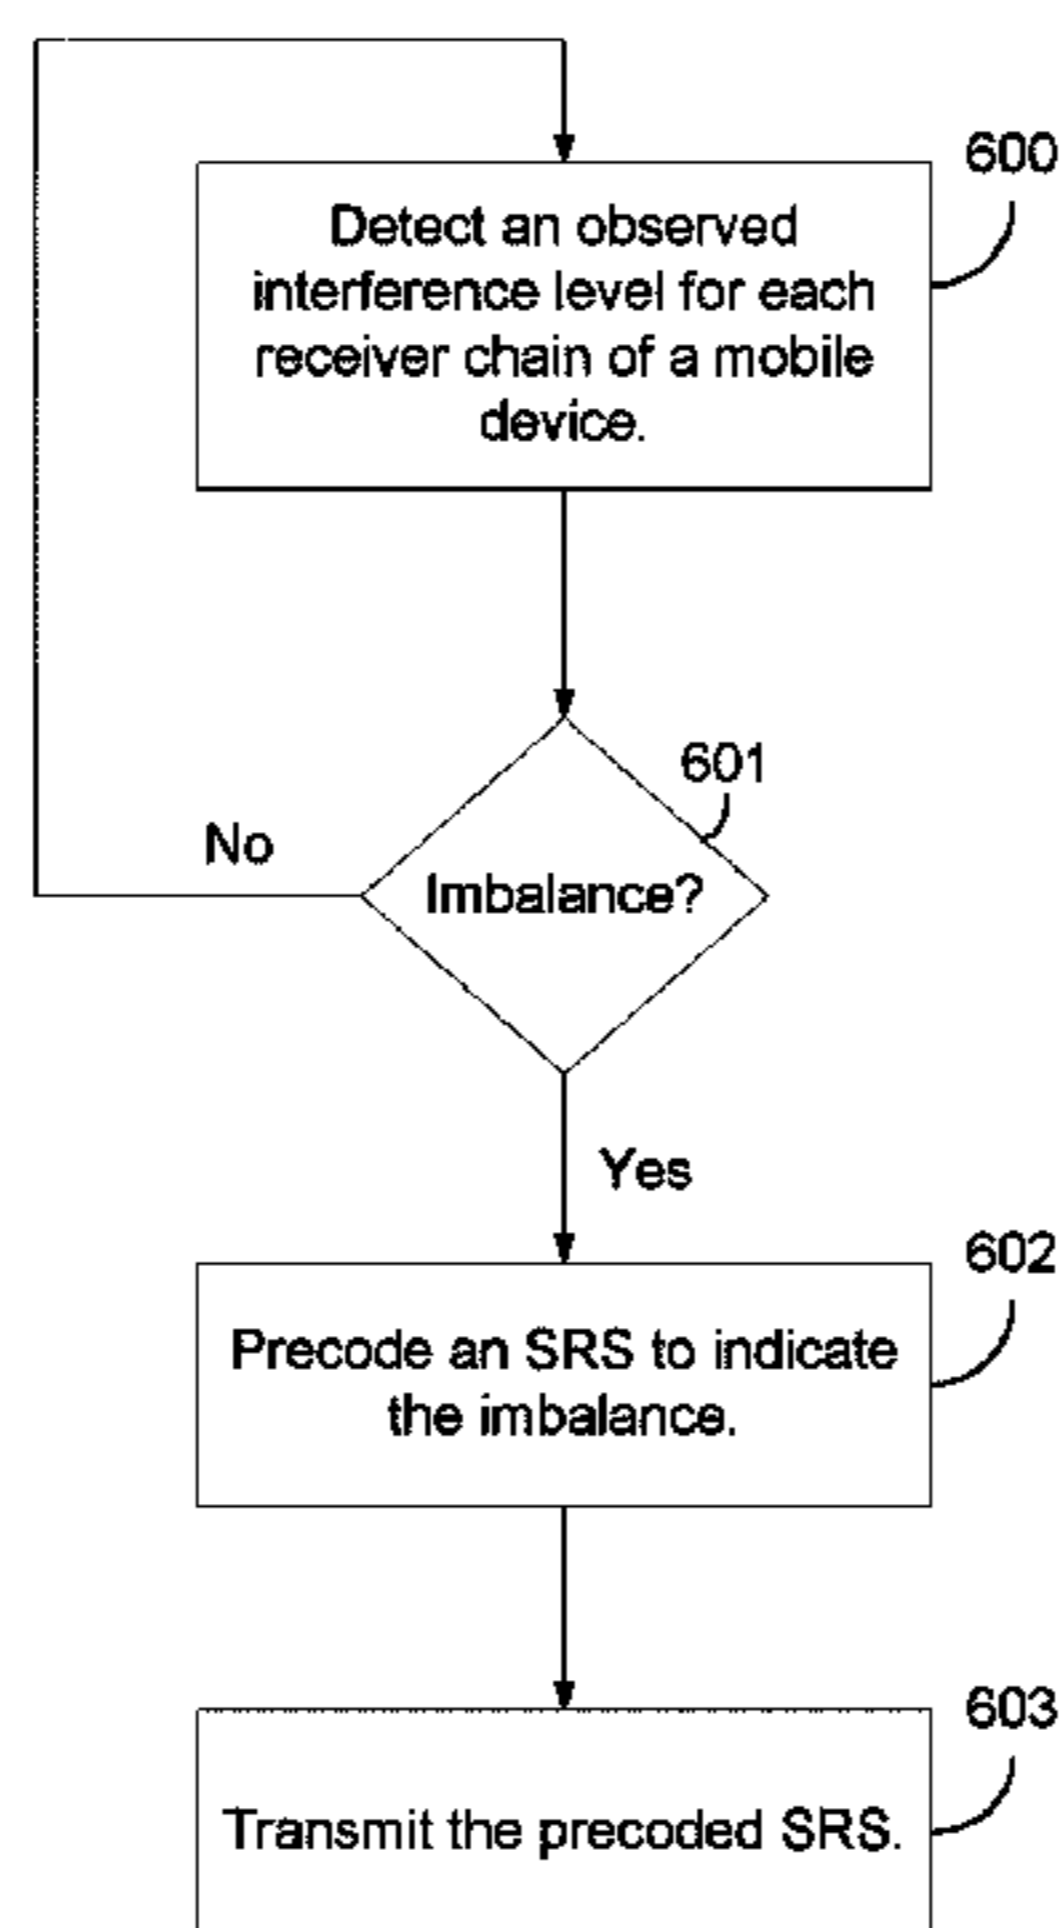 600
Detect an observed
interference level for each
receiver chain of a mobile
device.
601
No
Imbalance?
Yes
602
Precode an SRS to indicate
the imbalance.
603
Transmit the precoded SRS.